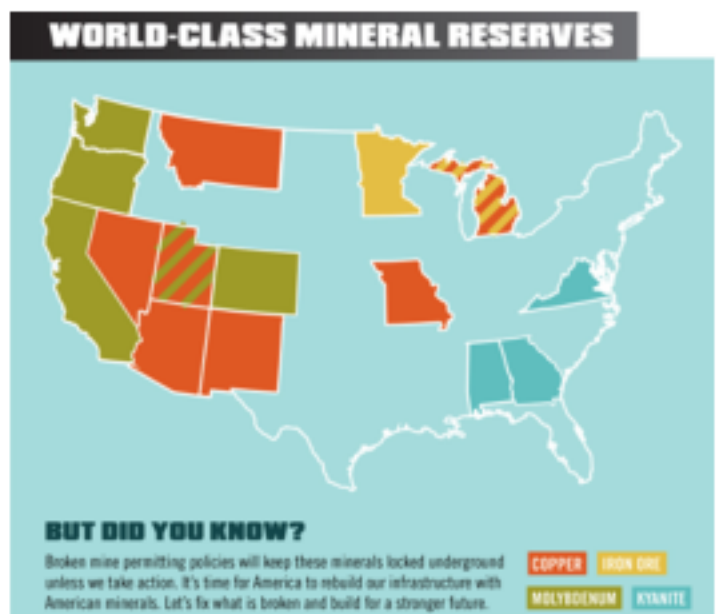 WORLD-CLASS MINERAL RESERVES
BUT DID YOU KNOW?
Broken mine permitting policies will keep these minerals locked underground
unless we take action. It's time for America to rebuild our infrastructure with
American minerals. Let's fix what is broken and build for a stronger future.
COPPER IRON ORE
MOLYBDENUM KYANITE